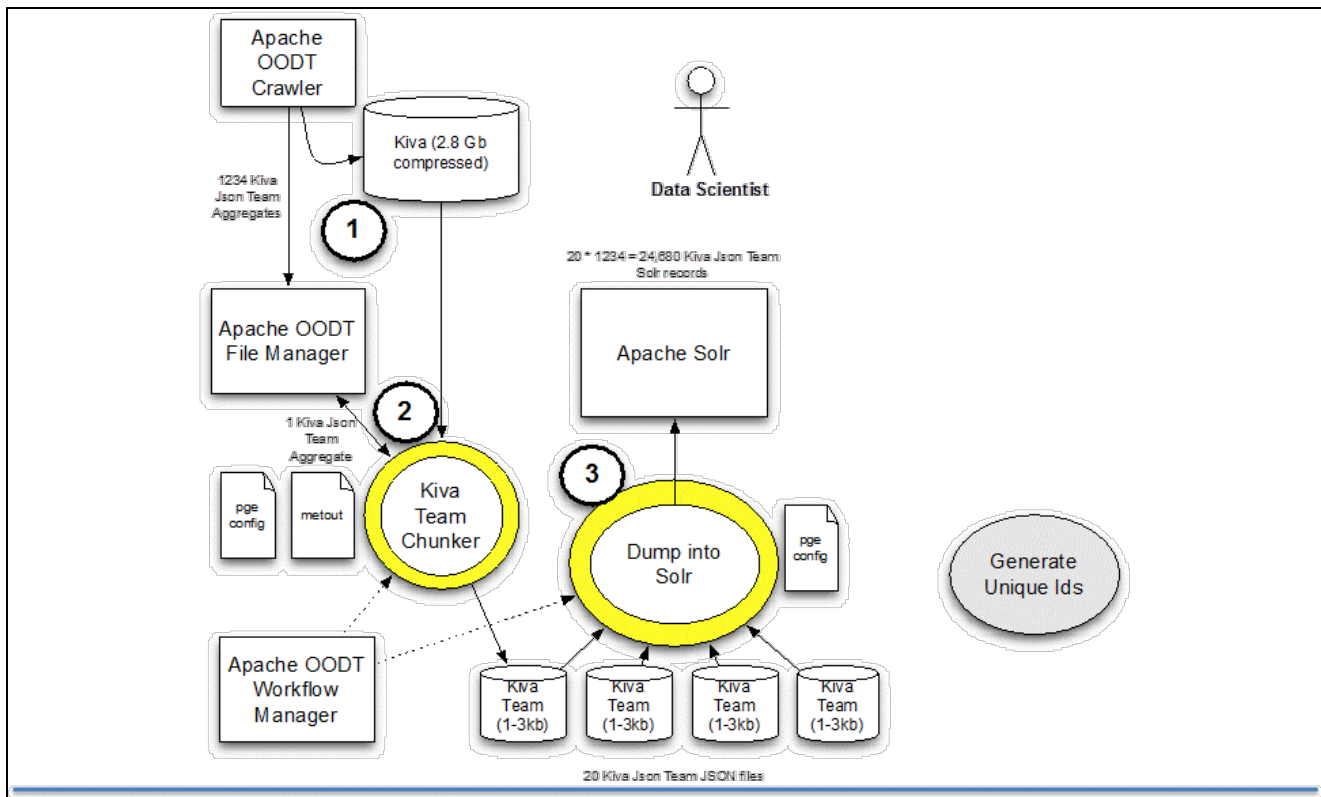 Apache
OODT
Crawler
Kiva (2.8 Gb
compressed)
Data Scientist
1234 Kiva
Json Team
Aggregates
1
20 * 1234 = 24,680 Kiva Json Team
Solr records
Apache OODT
File Manager
Apache Solr
2
1 Kiva Json
Team
Aggregate
3
pge
config
metout
Kiva
Team
Chunker
Dump into
Solr
pge
config
Generate
Unique Ids
Apache OODT
Workflow
Manager
Kiva
Team
(1-3kb)
Kiva
Team
(1-3kb)
Kiva
Team
(1-3kb)
Kiva
Team
(1-3kb)
20 Kiva Json Team JSON files